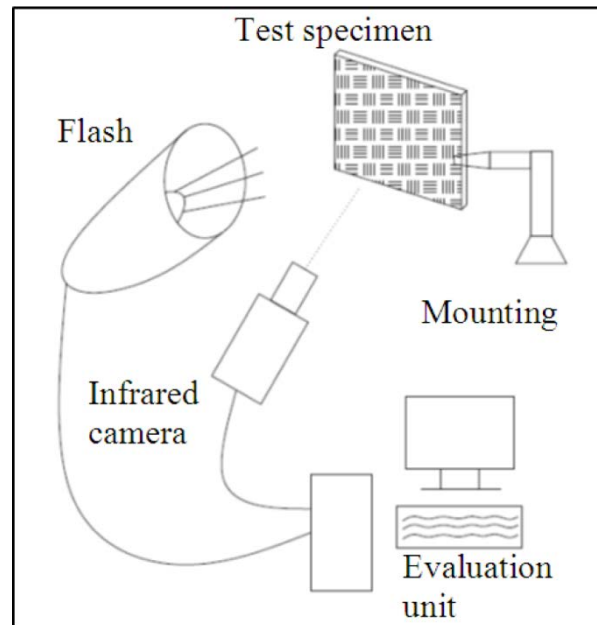 Test specimen
Flash
Mounting
Infrared
camera
Evaluation
unit